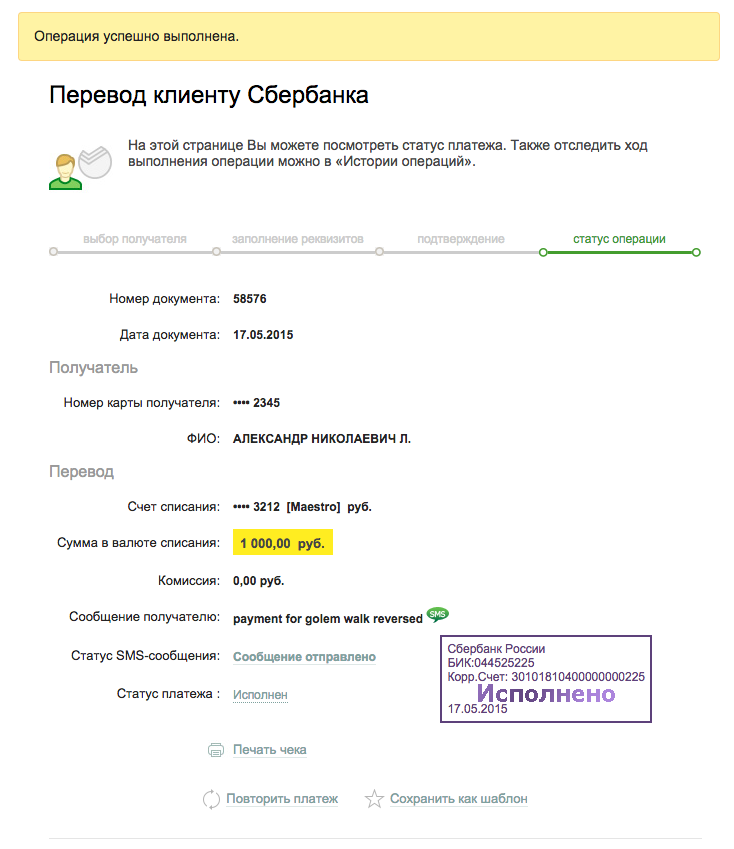 Операция успешно выполнена.
Перевод клиенту Сбербанка
На этой странице Вы можете посмотреть статус платежа. Также отследить ход
выполнения операции можно в «Истории операций».
выбор получателя заполнение реквизитов подтверждение статус операции
Номер документа: 58576
Дата документа: 17.05.2015
Получатель
Номер карты получателя: •••• 2345
ФИО: АЛЕКСАНДР НИКОЛАЕВИЧ Л.
Перевод
Счет списания: •••• 3212 [Maestro] руб.
Сумма в валюте списания: 1 000,00 руб.
Комиссия: 0,00 руб.
Сообщение получателю: payment for golem walk reversed SMS
Статус SMS-сообщения: Сообщение отправлено
Статус платежа : Исполнен
Сбербанк России
БИК:044525225
Корр.Счет: 30101810400000000225
Исполнено
17.05.2015
Печать чека
Повторить платеж Сохранить как шаблон